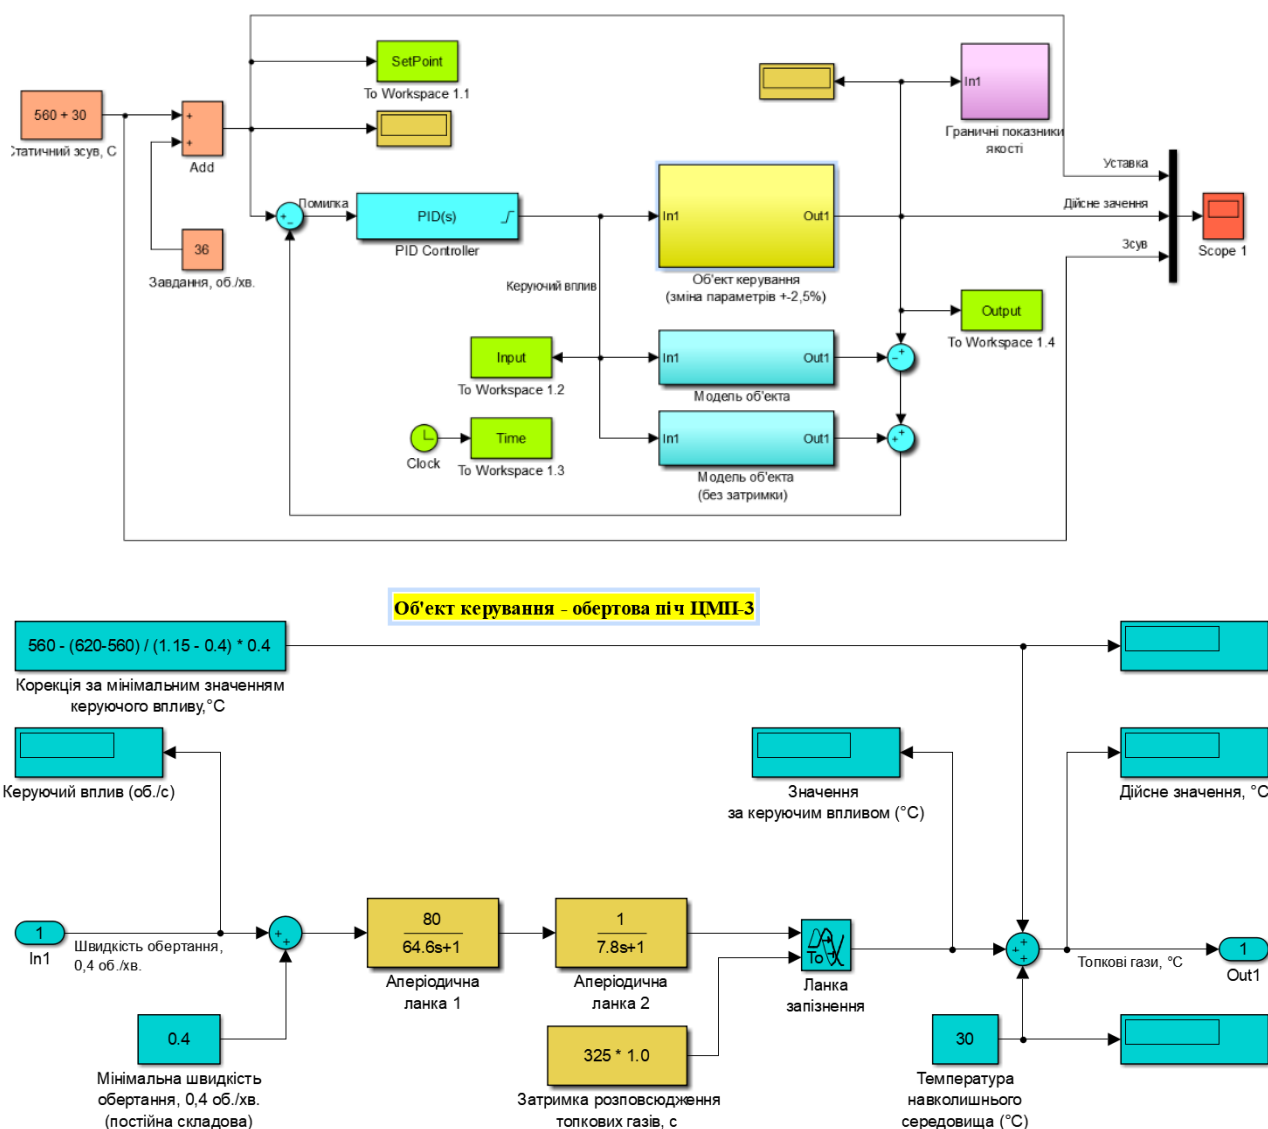 SetPoint
To Workspace 1.1
560 + 30
Статичний зсув, С
+
+
Add
In1
Граничні показники
якості
Уставка
Помилка
+
−
PID(s)
PID Controller
In1
Out1
Об'єкт керування
(зміна параметрів +-2,5%)
Дійсне зачення
Зсув
Scope 1
36
Завдання, об./хв.
Керуючий вплив
Output
To Workspace 1.4
Input
To Workspace 1.2
In1
Out1
Модель об'екта
+
−
Time
To Workspace 1.3
Clock
In1
Out1
Модель об'екта
(без затримки)
+
+
Об'ект керування - обертова піч ЦМП-3
560 - (620-560) / (1.15 - 0.4) * 0.4
Корекція за мінімальним значенням
керуючого впливу,°C
Керуючий вплив (об./с)
Значення
за керуючим впливом (°C)
Дійсне значення, °C
1
In1
Швидкість обертання,
0,4 об./хв.
+
+
80
64.6s+1
Аперіодична
ланка 1
1
7.8s+1
Аперіодична
ланка 2
To
Ланка
запізнення
+
+
+
Топкові гази, °C
1
Out1
0.4
Мінімальна швидкість
обертання, 0,4 об./хв.
(постійна складова)
325 * 1.0
Затримка розповсюдження
топкових газів, с
30
Температура
навколишнього
середовища (°C)